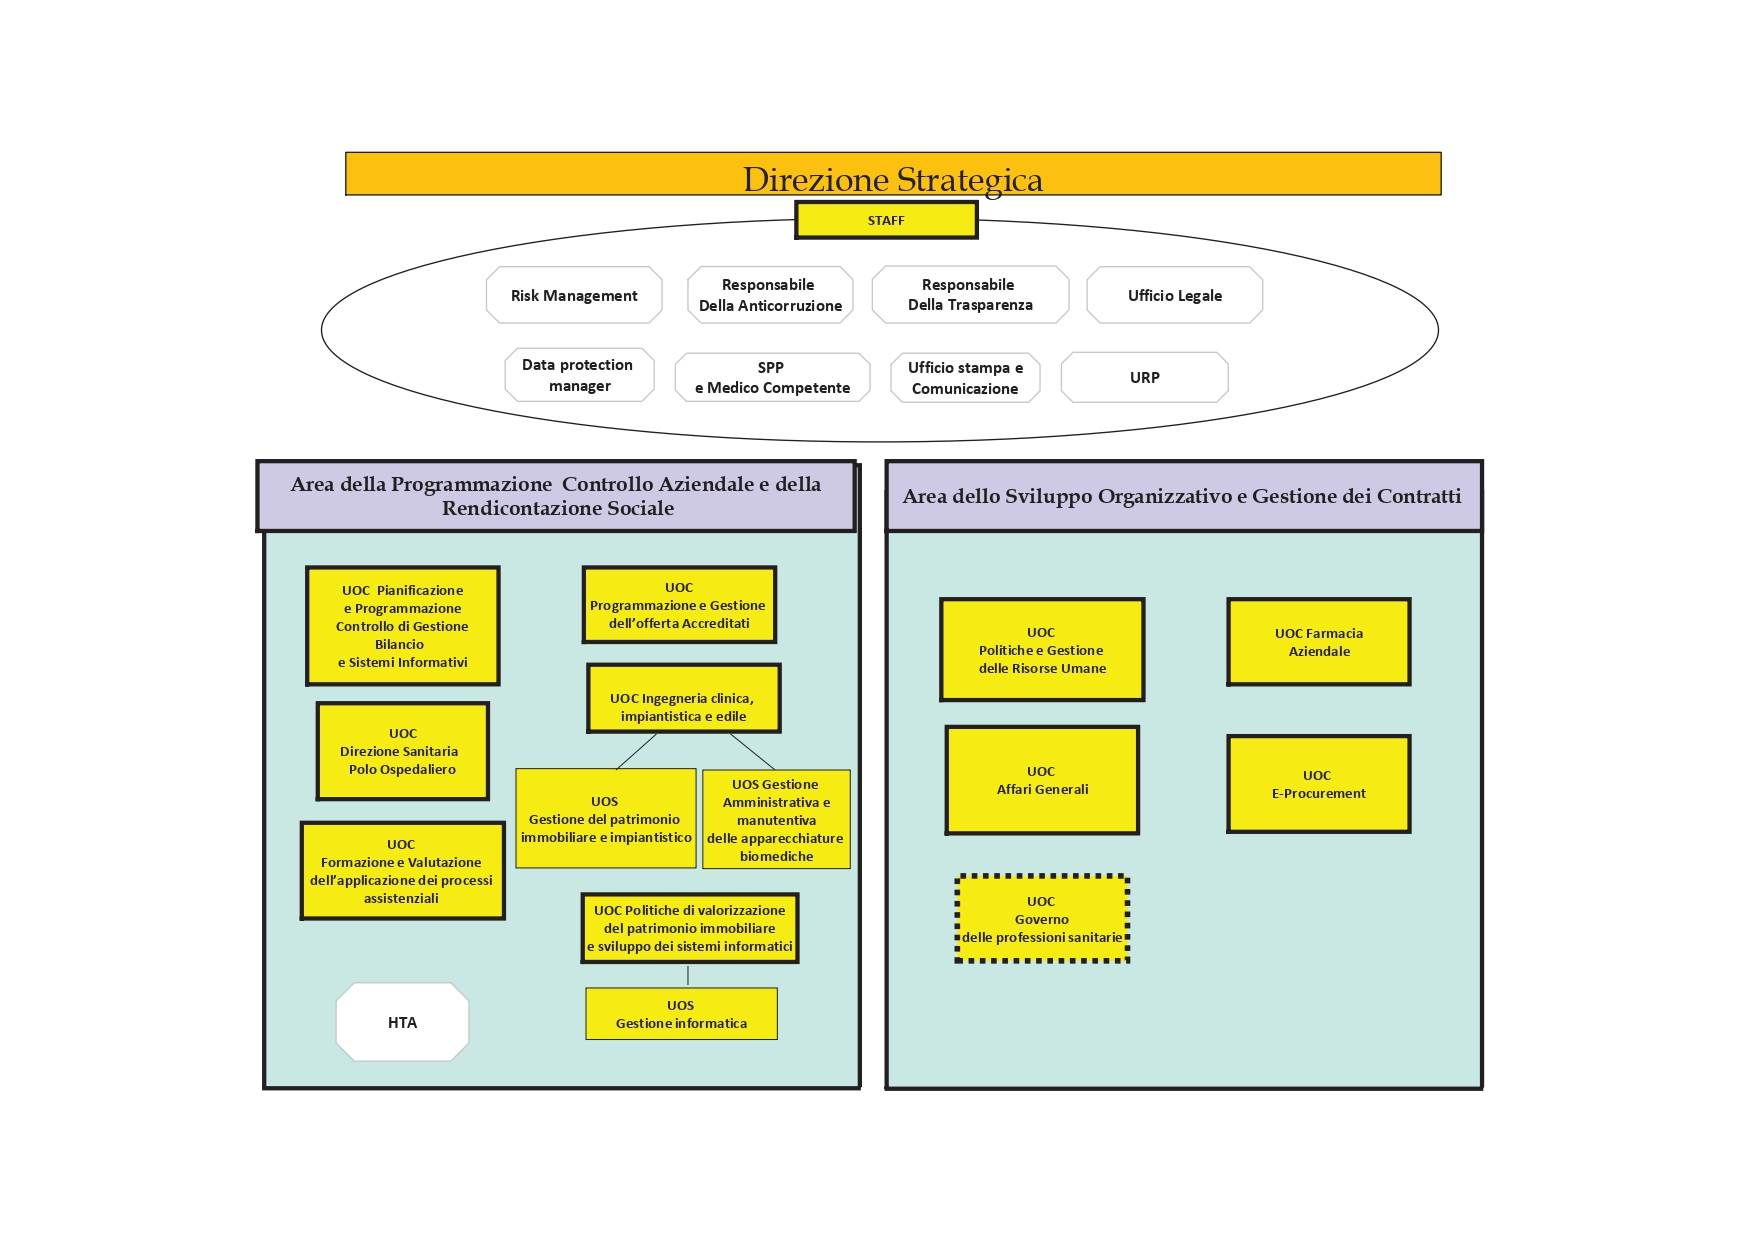 Direzione Strategica
STAFF
Risk Management
Responsabile
Della Anticorruzione
Responsabile
Della Trasparenza
Ufficio Legale
Data protection
manager
SPP
e Medico Competente
Ufficio stampa e
Comunicazione
URP
Area della Programmazione Controllo Aziendale e della
Rendicontazione Sociale
UOC Pianificazione
e Programmazione
Controllo di Gestione
Bilancio
e Sistemi Informativi
UOC
Programmazione e Gestione
dell’offerta Accreditati
UOC Ingegneria clinica,
impiantistica e edile
UOC
Direzione Sanitaria
Polo Ospedaliero
UOS
Gestione del patrimonio
immobiliare e impiantistico
UOS Gestione
Amministrativa e
manutentiva
delle apparecchiature
biomediche
UOC
Formazione e Valutazione
dell’applicazione dei processi
assistenziali
UOC Politiche di valorizzazione
del patrimonio immobiliare
e sviluppo dei sistemi informatici
HTA
UOS
Gestione informatica
Area dello Sviluppo Organizzativo e Gestione dei Contratti
UOC
Politiche e Gestione
delle Risorse Umane
UOC Farmacia
Aziendale
UOC
Affari Generali
UOC
E-Procurement
UOC
Governo
delle professioni sanitarie